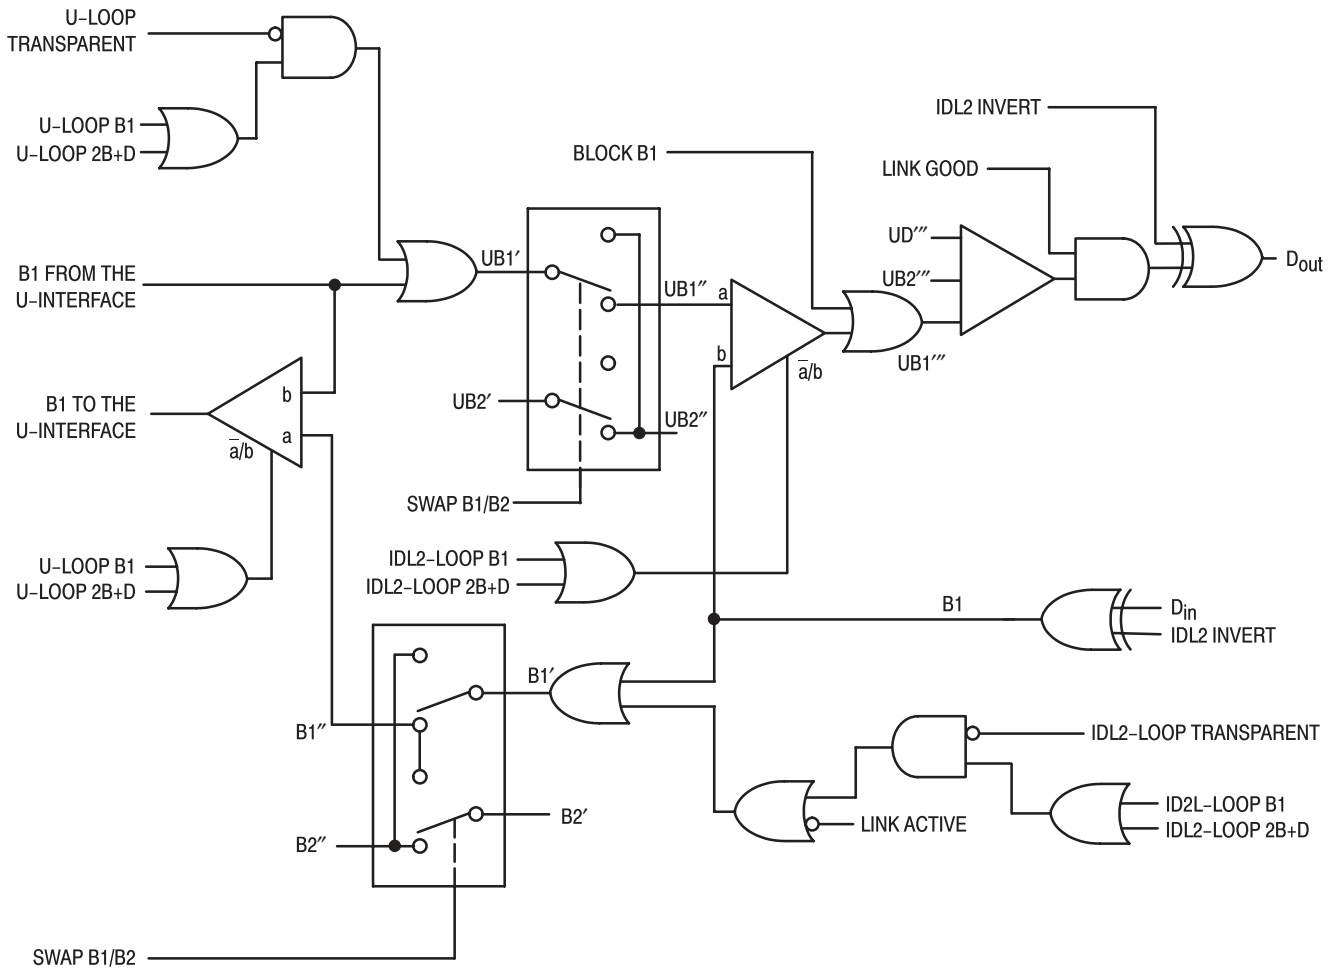 U–LOOP
TRANSPARENT
U–LOOP B1
U–LOOP 2B+D
IDL2 INVERT
BLOCK B1
LINK GOOD
UD′′′
UB2′′′
Dout
B1 FROM THE
U–INTERFACE
UB1′
UB1′′
a
b
a/b
UB1′′′
UB2′
UB2′′
B1 TO THE
U–INTERFACE
b
a
a/b
SWAP B1/B2
U–LOOP B1
U–LOOP 2B+D
IDL2–LOOP B1
IDL2–LOOP 2B+D
B1
Din
IDL2 INVERT
B1′
B1′′
B2′
B2′′
IDL2–LOOP TRANSPARENT
LINK ACTIVE
ID2L–LOOP B1
IDL2–LOOP 2B+D
SWAP B1/B2